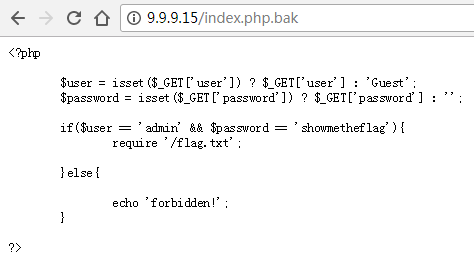 9.9.9.15/index.php.bak
<?php
$user = isset($_GET['user']) ? $_GET['user'] : 'Guest';
$password = isset($_GET['password']) ? $_GET['password'] : '';
if($user == 'admin' && $password == 'showmetheflag'){
require '/flag.txt';
}else{
echo 'forbidden!';
}
?>